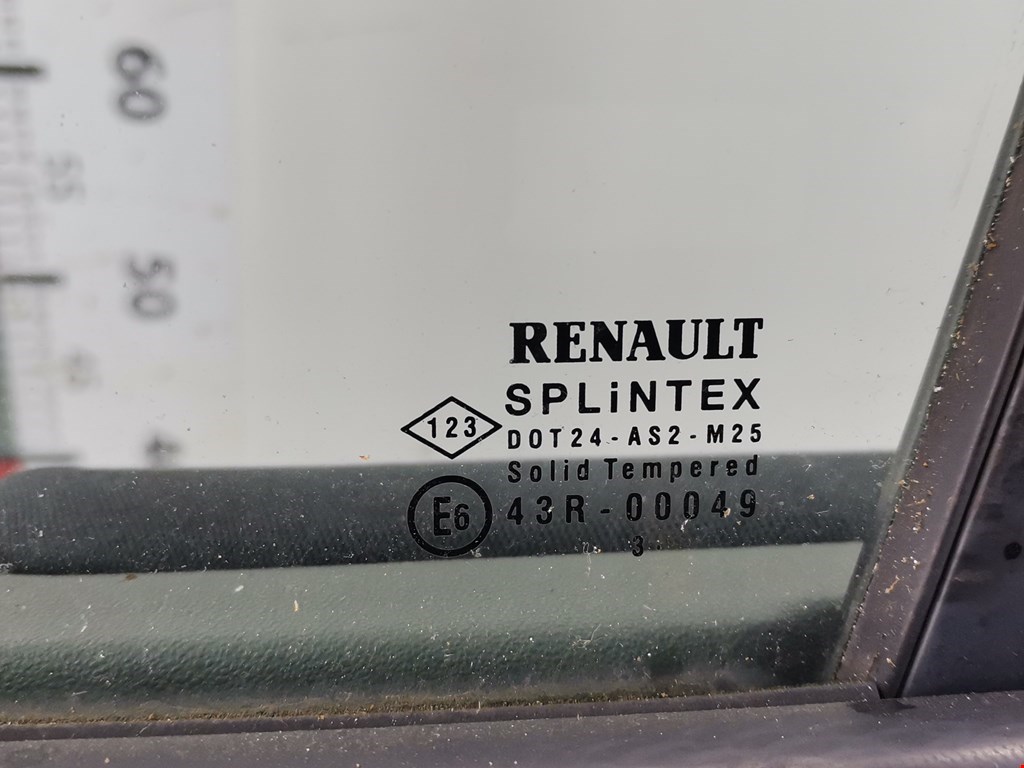 60
55
50
RENAULT
SPLiNTEX
123
DOT24-AS2-M25
Solid Tempered
E6
43R-00049
3